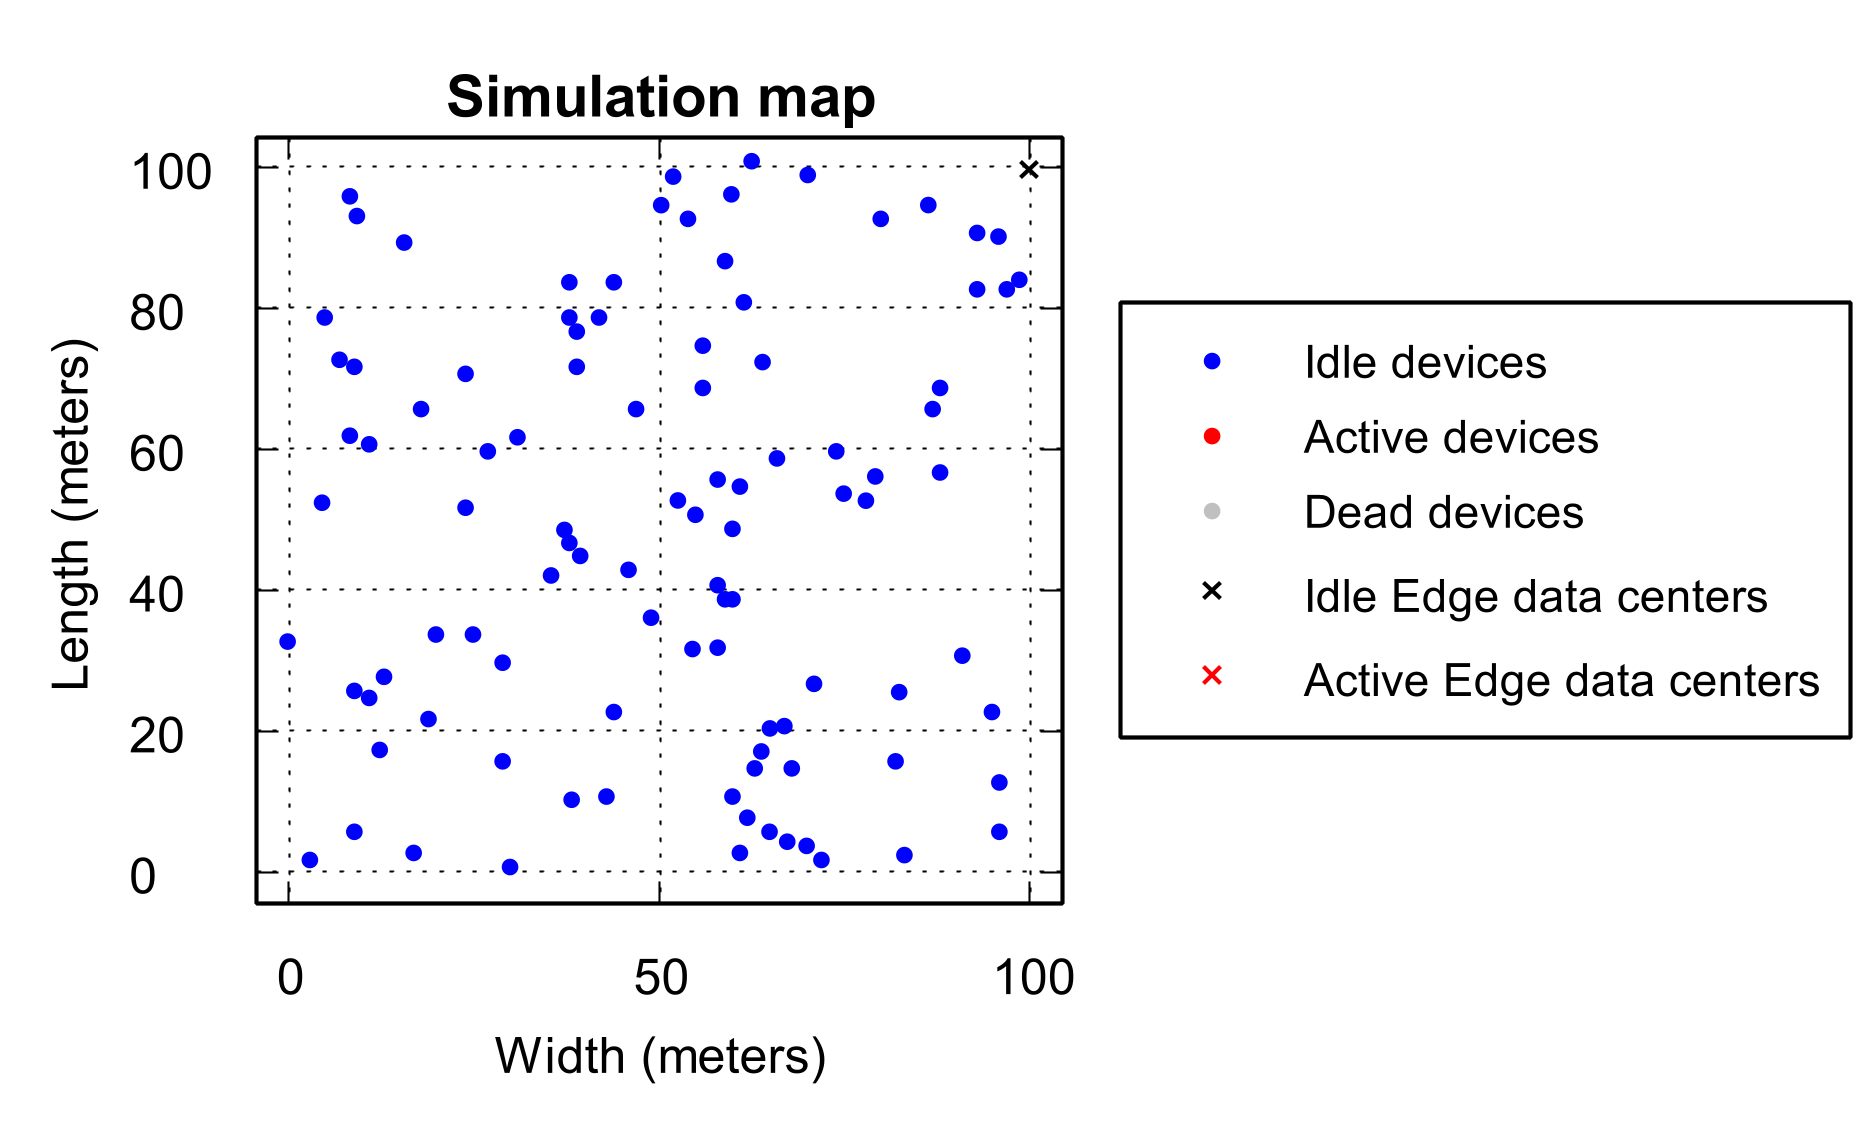 Simulation map
100
80
60
40
20
0
Length (meters)
0 50 100
Width (meters)
Idle devices
Active devices
Dead devices
Idle Edge data centers
Active Edge data centers